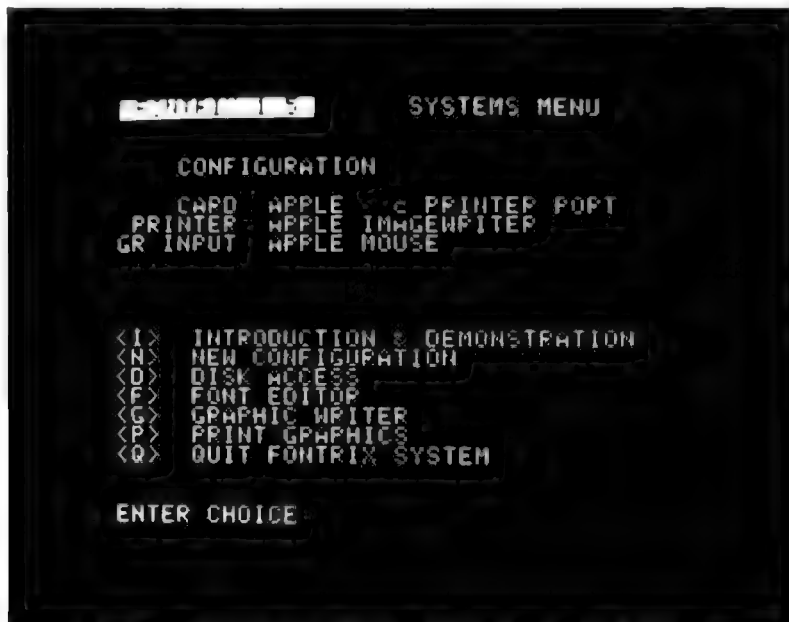 SYSTEMS MENU
CONFIGURATION
CARD APPLE c PRINTER PORT
PRINTER APPLE IMAGEWRITER
GR INPUT APPLE MOUSE
<I> INTRODUCTION & DEMONSTRATION
<N> NEW CONFIGURATION
<D> DISK ACCESS
<F> FONT EDITOR
<G> GRAPHIC WRITER
<P> PRINT GRAPHICS
<Q> QUIT FONTRIX SYSTEM
ENTER CHOICE